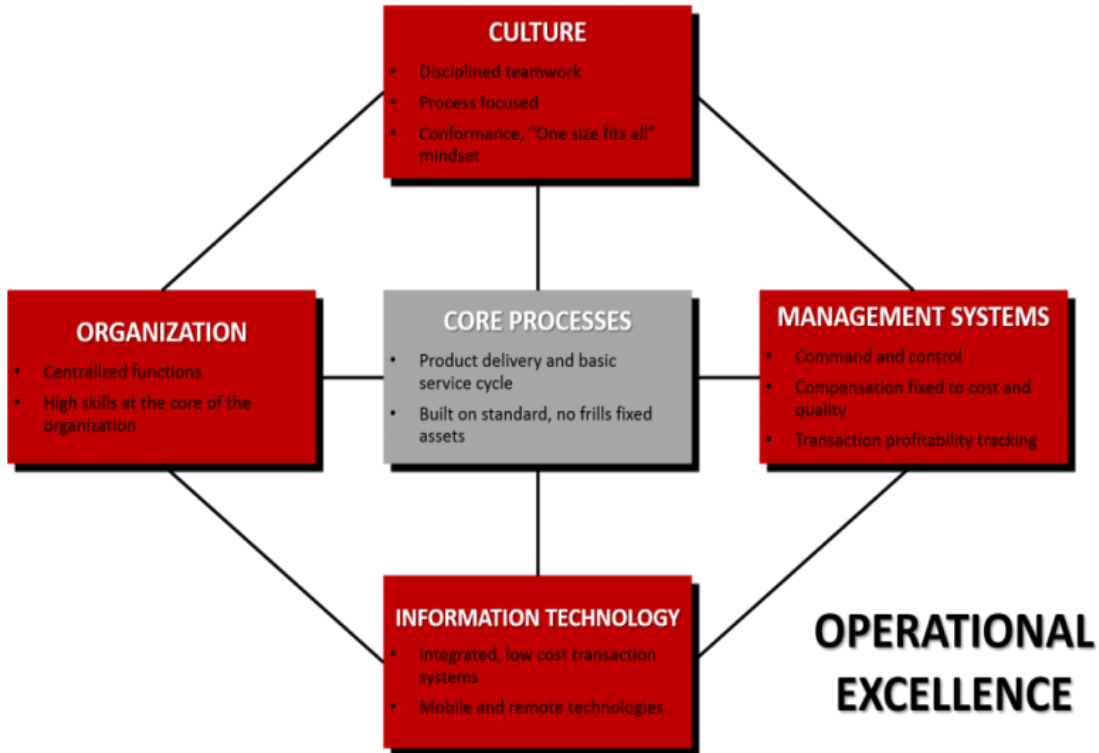 CULTURE
• Disciplined teamwork
• Process focused
• Conformance, “One size fits all”
mindset
ORGANIZATION
• Centralized functions
• High skills at the core of the
organization
CORE PROCESSES
• Product delivery and basic
service cycle
• Built on standard, no frills fixed
assets
MANAGEMENT SYSTEMS
• Command and control
• Compensation fixed to cost and
quality
• Transaction profitability tracking
INFORMATION TECHNOLOGY
• Integrated, low cost transaction
systems
• Mobile and remote technologies
OPERATIONAL
EXCELLENCE